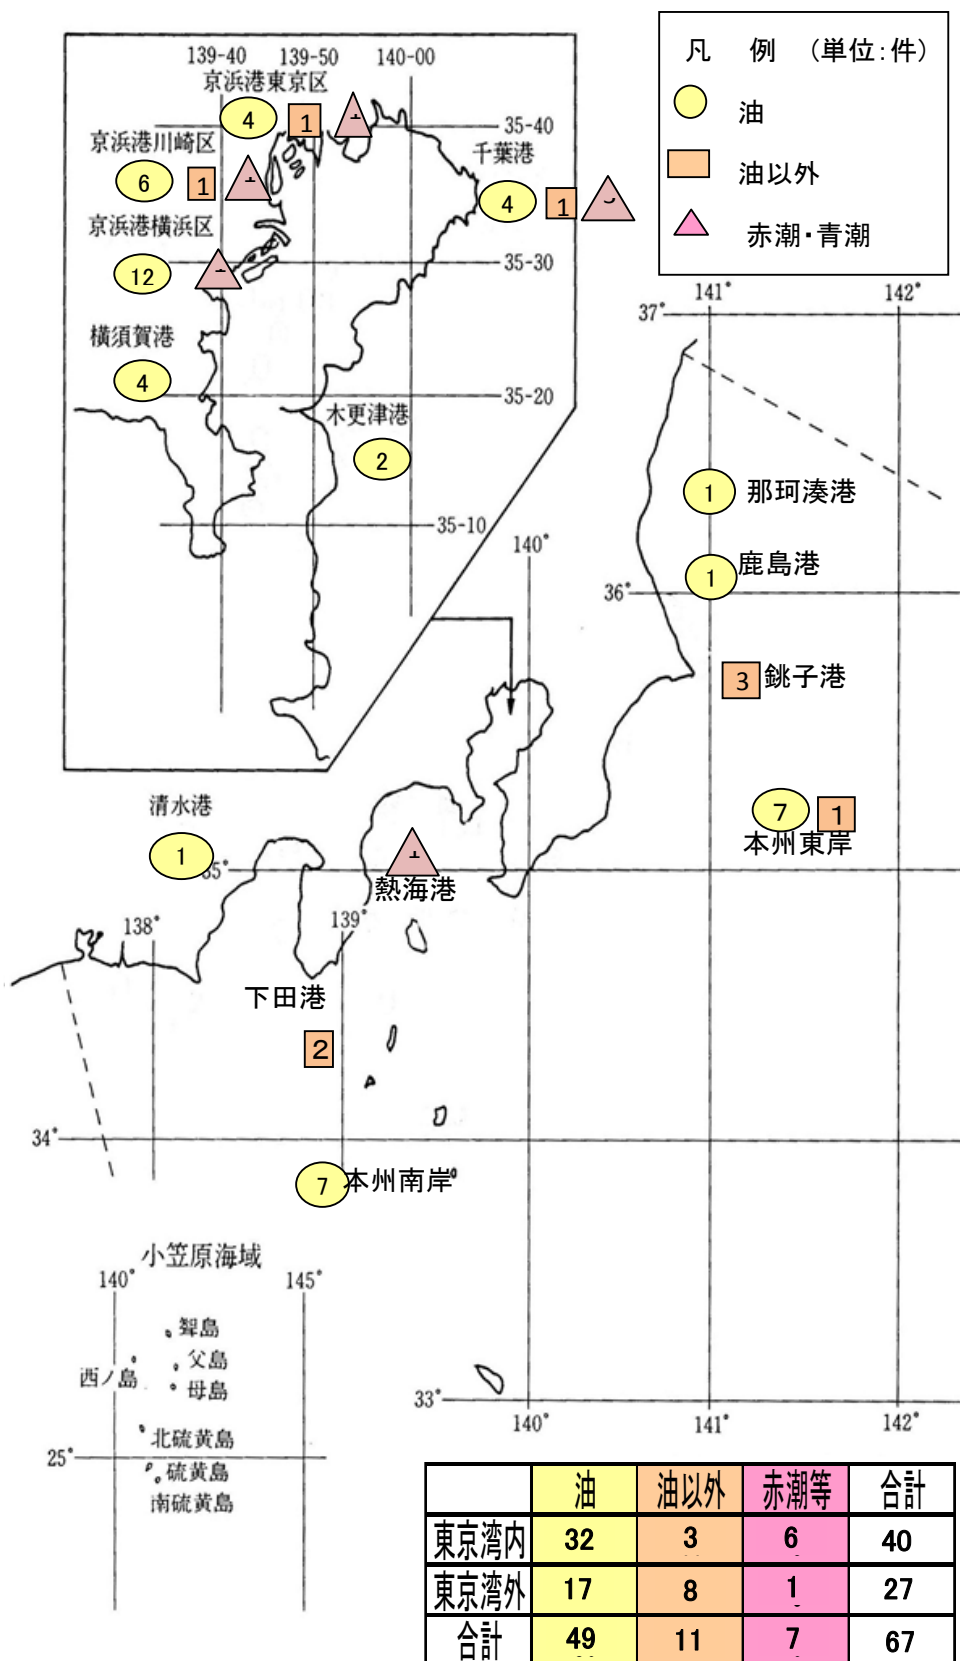 凡 例 (単位:件)
油
油以外
赤潮・青潮
139-40 139-50 140-00
京浜港東京区
4 1
35-40
京浜港川崎区
6 1
千葉港
4 1
京浜港横浜区
12
35-30
横須賀港
4
35-20
木更津港
2
35-10
141° 142°
37°
1 那珂湊港
140°
鹿島港
1
36°
3 銚子港
清水港
7 1
本州東岸
1
35°
熱海港
138° 139°
下田港
2
34°
7 本州南岸
小笠原海域
140° 145°
聟島
父島
西ノ島
母島
北硫黄島
25°
硫黄島
南硫黄島
33°
140° 141° 142°
油 油以外 赤潮等 合計
東京湾内 32 3 6 40
東京湾外 17 8 1 27
合計 49 11 7 67